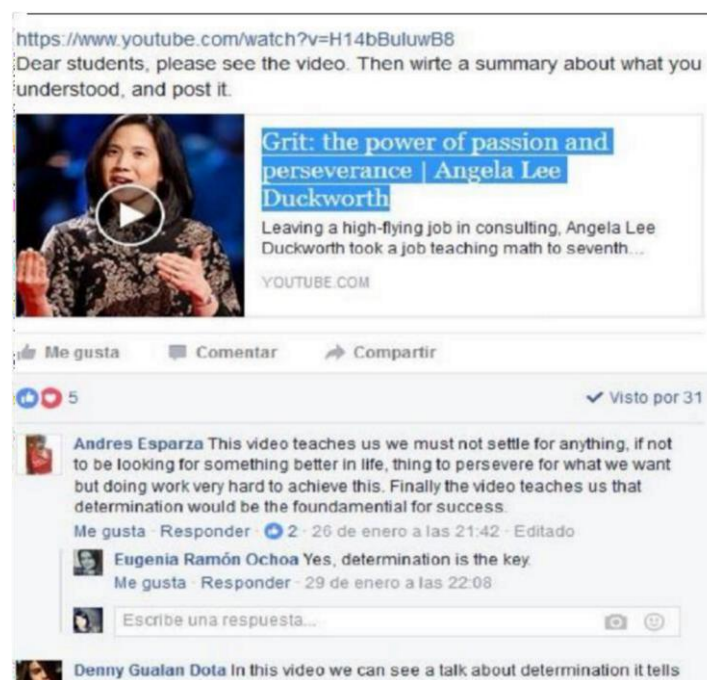 https://www.youtube.com/watch?v=H14bBuluwB8
Dear students, please see the video. Then wirte a summary about what you
understood, and post it.
Grit: the power of passion and
perseverance | Angela Lee
Duckworth
Leaving a high-flying job in consulting, Angela Lee
Duckworth took a job teaching math to seventh...
YOUTUBE.COM
Me gusta Comentar Compartir
5 Visto por 31
Andres Esparza This video teaches us we must not settle for anything, if not
to be looking for something better in life, thing to persevere for what we want
but doing work very hard to achieve this. Finally the video teaches us that
determination would be the foundamential for success.
Me gusta · Responder · 2 · 26 de enero a las 21:42 · Editado
Eugenia Ramón Ochoa Yes, determination is the key.
Me gusta · Responder · 29 de enero a las 22:08
Escribe una respuesta...
Denny Gualan Dota In this video we can see a talk about determination it tells